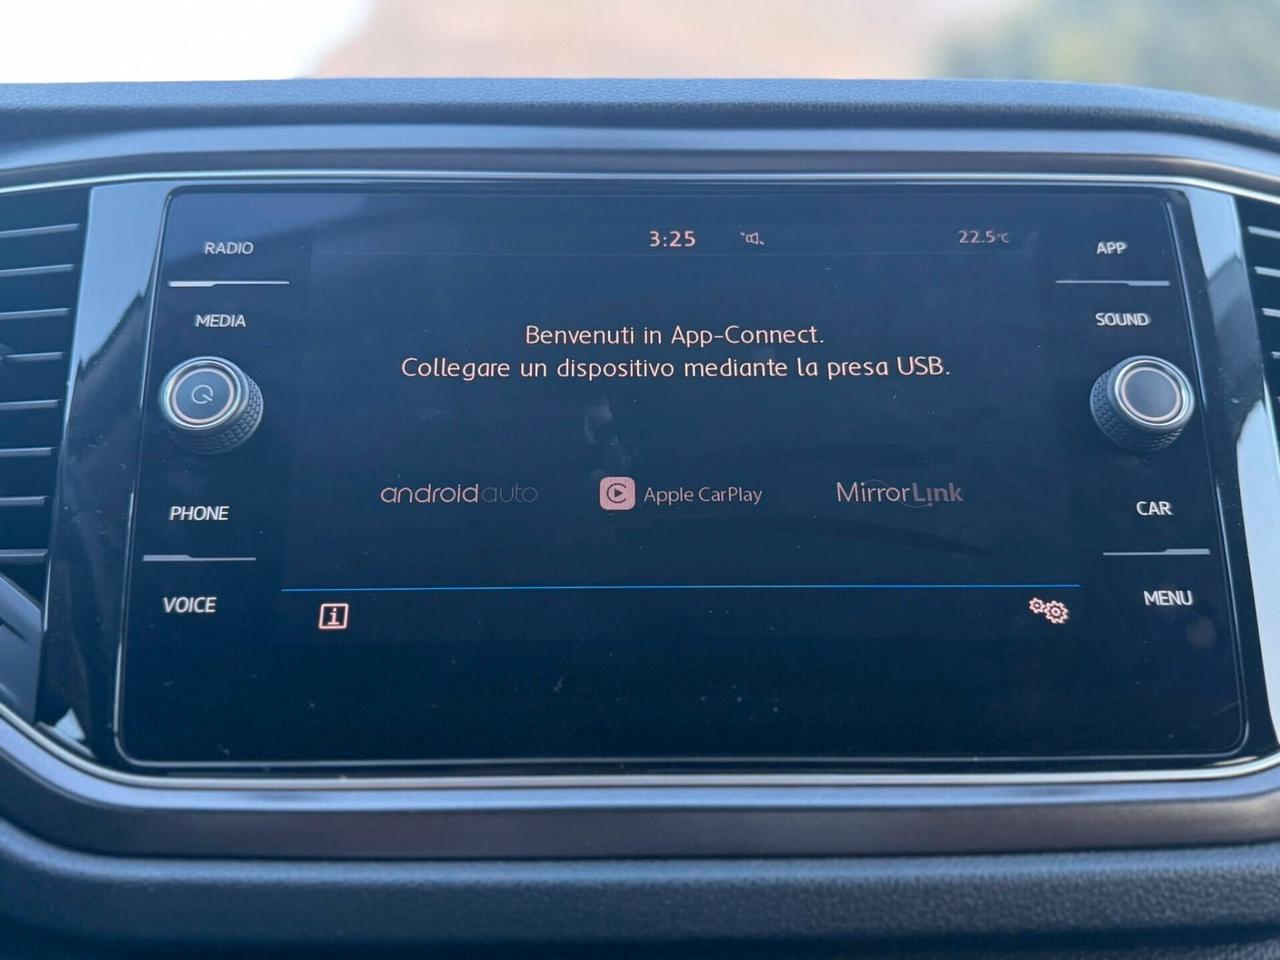 RADIO
MEDIA
PHONE
VOICE
3:25
22.5°C
Benvenuti in App-Connect.
Collegare un dispositivo mediante la presa USB.
androidauto
Apple CarPlay
MirrorLink
i
APP
SOUND
CAR
MENU